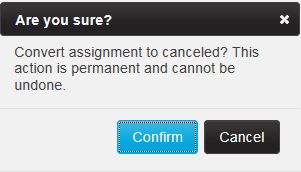 Are you sure?
Convert assignment to canceled? This
action is permanent and cannot be
undone.
Confirm Cancel